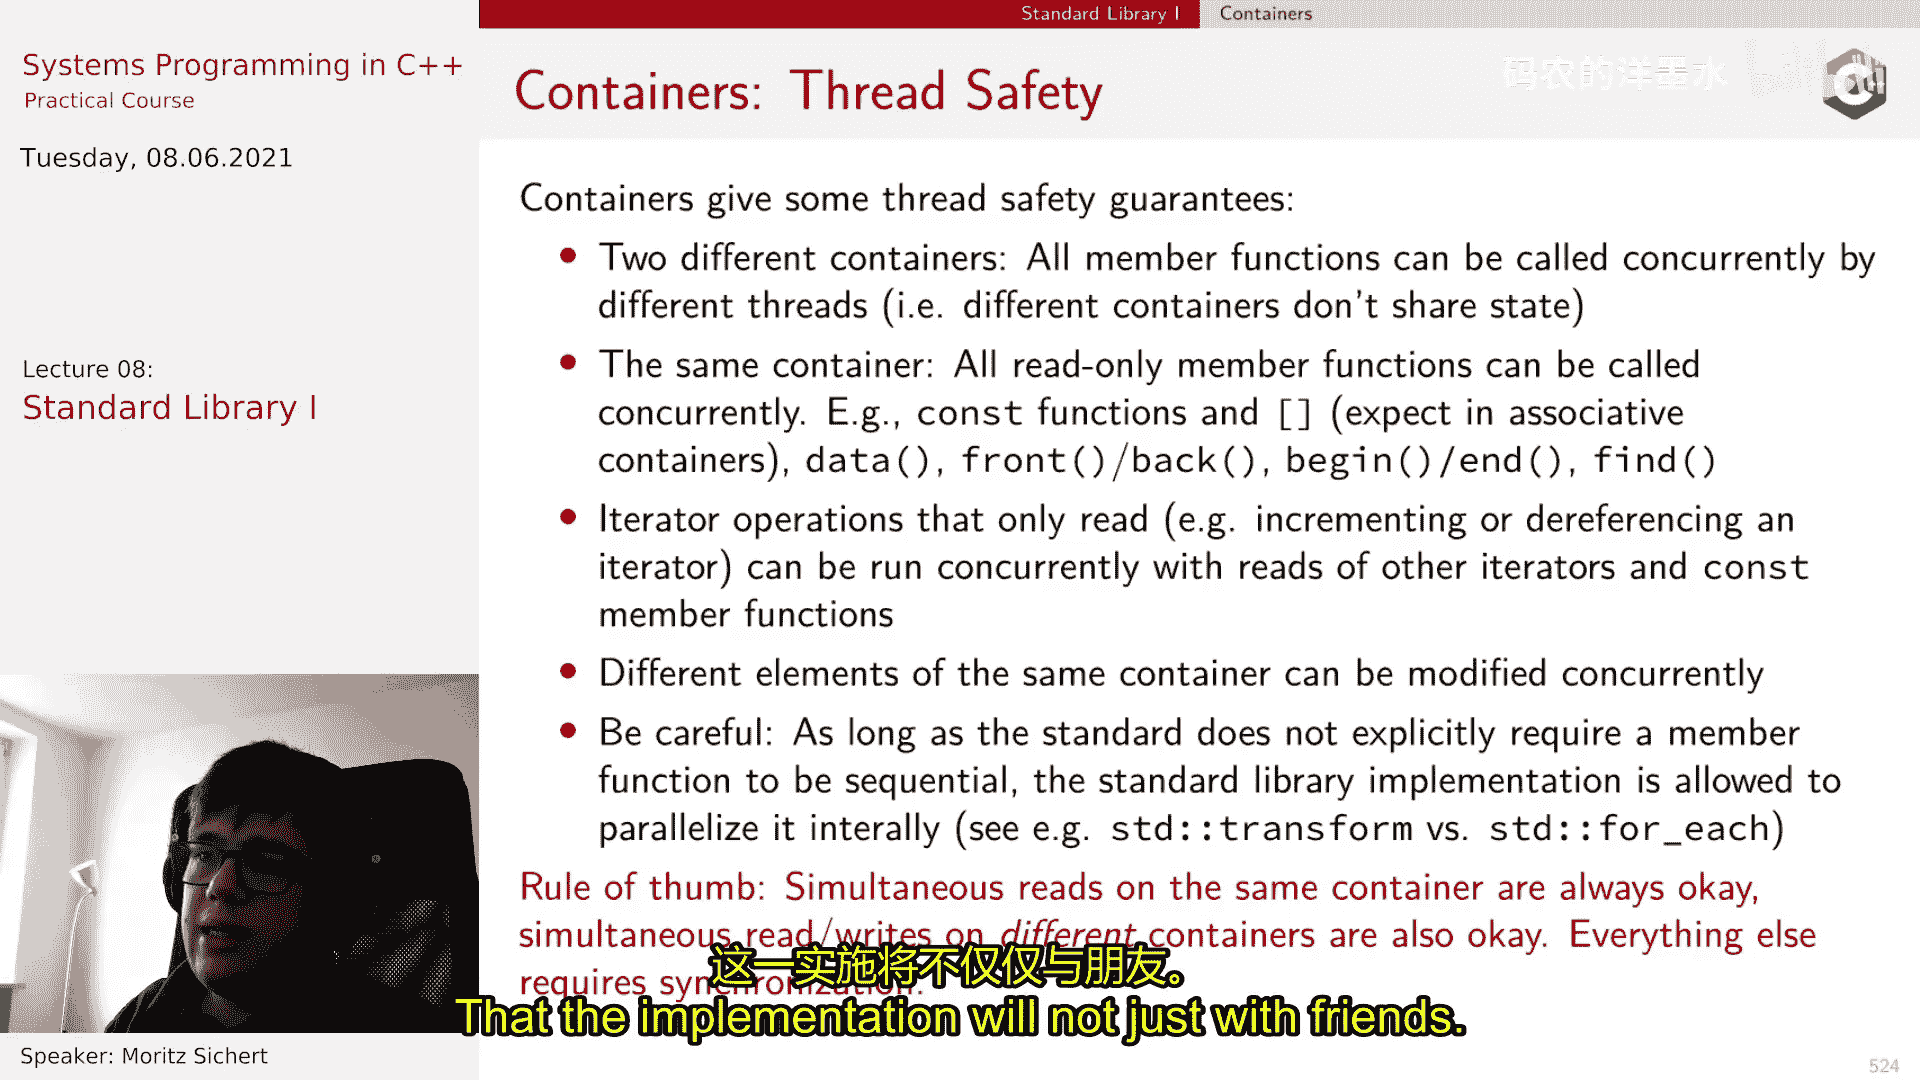 Standard Library I
Containers
Systems Programming in C++
Practical Course
Tuesday, 08.06.2021
Lecture 08:
Standard Library I
Containers: Thread Safety
码农的洋墨水
Containers give some thread safety guarantees:
• Two different containers: All member functions can be called concurrently by
different threads (i.e. different containers don't share state)
• The same container: All read-only member functions can be called
concurrently. E.g., const functions and [] (expect in associative
containers), data(), front()/back(), begin()/end(), find()
• Iterator operations that only read (e.g. incrementing or dereferencing an
iterator) can be run concurrently with reads of other iterators and const
member functions
• Different elements of the same container can be modified concurrently
• Be careful: As long as the standard does not explicitly require a member
function to be sequential, the standard library implementation is allowed to
parallelize it interally (see e.g. std::transform vs. std::for_each)
Rule of thumb: Simultaneous reads on the same container are always okay,
simultaneous read/writes on different containers are also okay. Everything else
requires synchronization.
这一实施将不仅仅与朋友。
That the implementation will not just with friends.
Speaker: Moritz Sichert
524